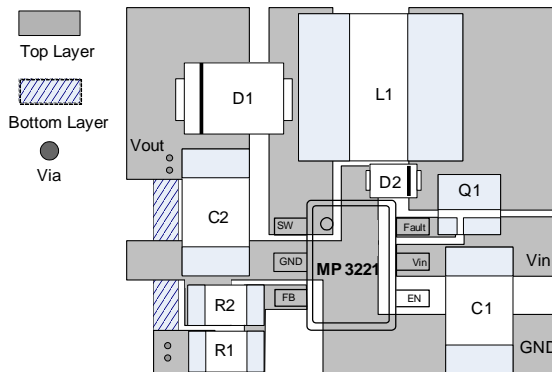 Top Layer
Bottom Layer
Via
D1
L1
Vout
D2
Q1
C2
SW
Fault
GND
MP 3221
Vin
Vin
FB
EN
R2
C1
R1
GND